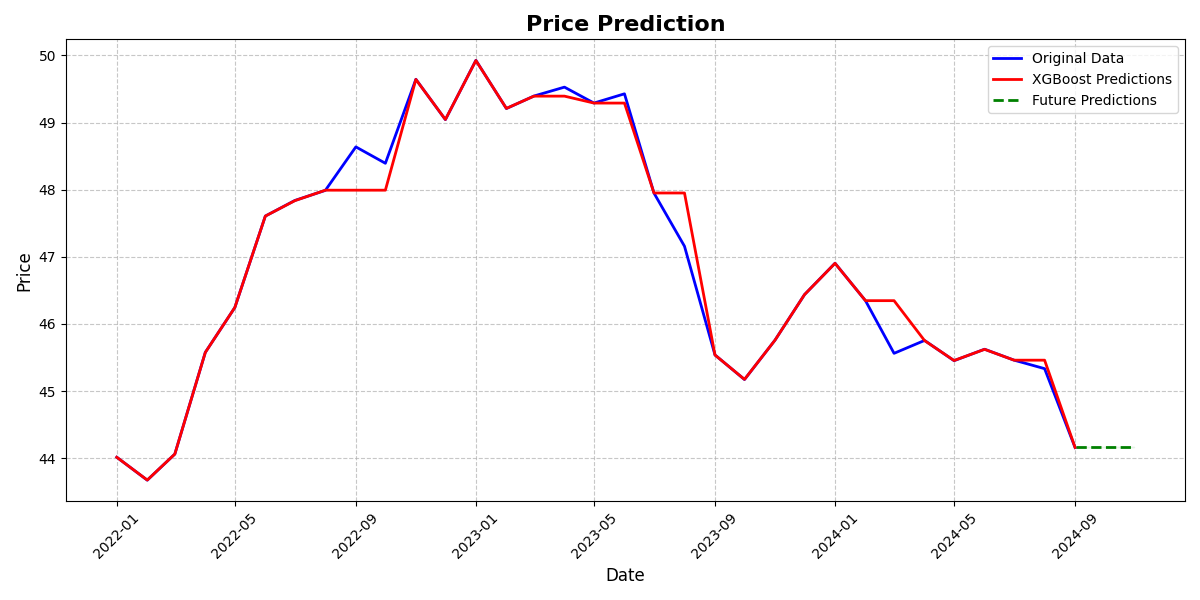 Price Prediction
Original Data
XGBoost Predictions
Future Predictions
Price
50
49
48
47
46
45
44
2022-01
2022-05
2022-09
2023-01
2023-05
2023-09
2024-01
2024-05
2024-09
Date